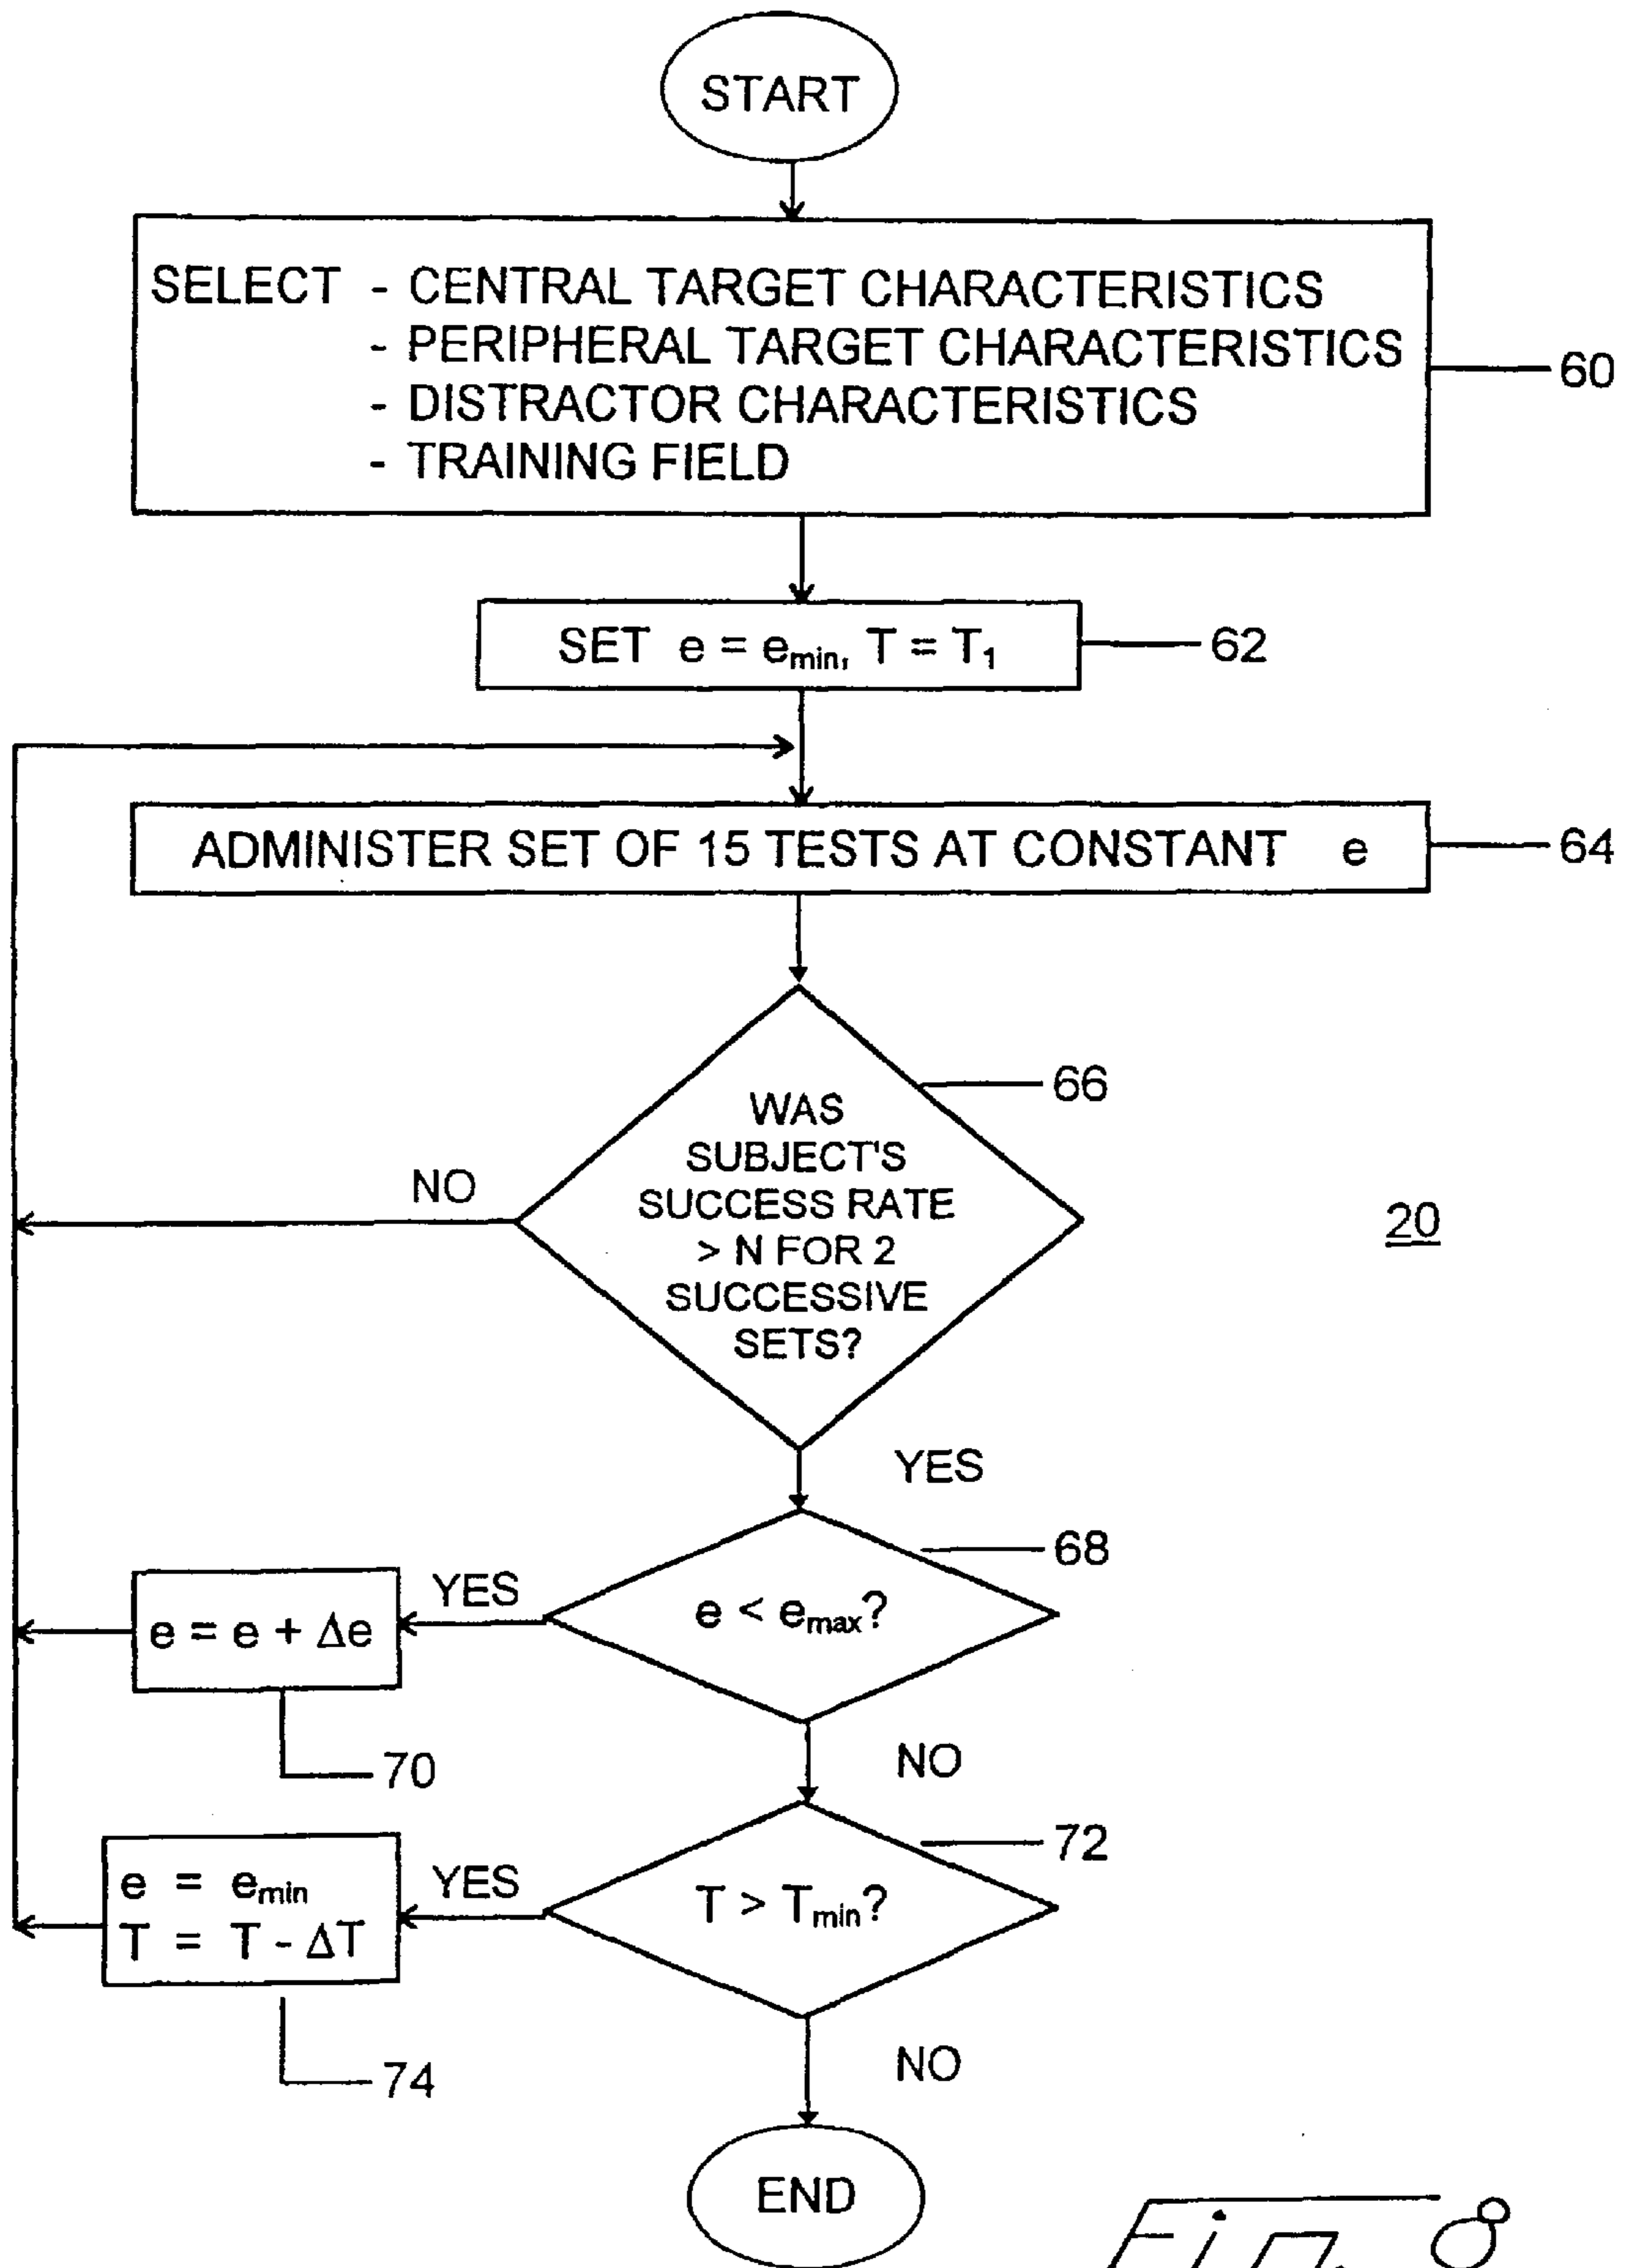 START
SELECT - CENTRAL TARGET CHARACTERISTICS
- PERIPHERAL TARGET CHARACTERISTICS
- DISTRACTOR CHARACTERISTICS
- TRAINING FIELD
60
SET e = emin, T = T1
62
ADMINISTER SET OF 15 TESTS AT CONSTANT e
64
66
WAS
SUBJECT'S
SUCCESS RATE
> N FOR 2
SUCCESSIVE
SETS?
NO
20
YES
68
e < emax?
YES
e = e + Δe
70
NO
72
T > Tmin?
YES
e = emin
T = T - ΔT
74
NO
END
Fig. 8